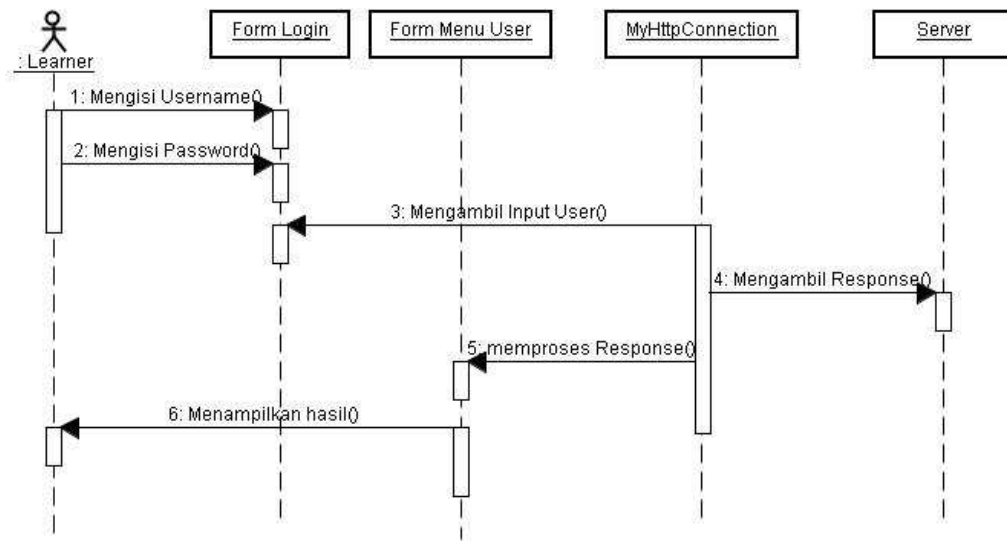 Form Login
Form Menu User
MyHttpConnection
Server
: Learner
1: Mengisi Username()
2: Mengisi Password()
3: Mengambil Input User()
4: Mengambil Response()
5: memproses Response()
6: Menampilkan hasil()